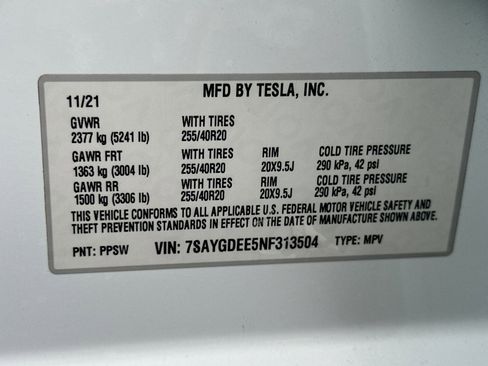 MFD BY TESLA, INC.
11/21
GVWR WITH TIRES
2377 kg (5241 lb) 255/40R20
GAWR FRT WITH TIRES RIM COLD TIRE PRESSURE
1363 kg (3004 lb) 255/40R20 20X9.5J 290 kPa, 42 psi
GAWR RR WITH TIRES RIM COLD TIRE PRESSURE
1500 kg (3306 lb) 255/40R20 20X9.5J 290 kPa, 42 psi
THIS VEHICLE CONFORMS TO ALL APPLICABLE U.S. FEDERAL MOTOR VEHICLE SAFETY AND
THEFT PREVENTION STANDARDS IN EFFECT ON THE DATE OF MANUFACTURE SHOWN ABOVE.
PNT: PPSW VIN: 7SAYGDEE5NF313504 TYPE: MPV